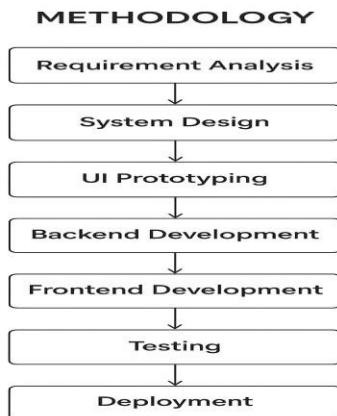 METHODOLOGY
Requirement Analysis
System Design
UI Prototyping
Backend Development
Frontend Development
Testing
Deployment